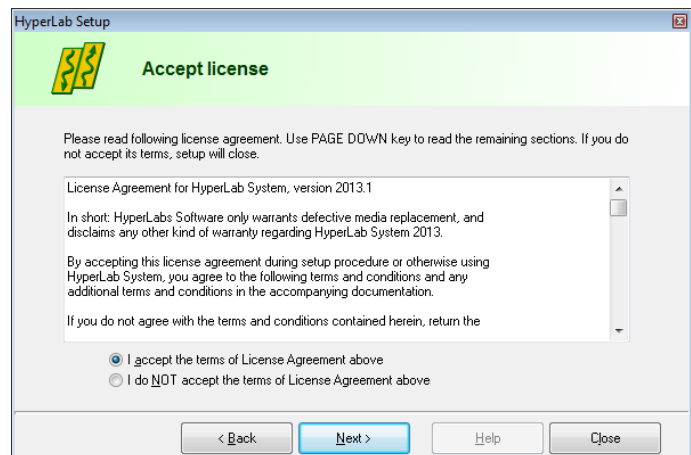 HyperLab Setup
Accept license
Please read following license agreement. Use PAGE DOWN key to read the remaining sections. If you do
not accept its terms, setup will close.
License Agreement for HyperLab System, version 2013.1
In short: HyperLabs Software only warrants defective media replacement, and
disclaims any other kind of warranty regarding HyperLab System 2013.
By accepting this license agreement during setup procedure or otherwise using
HyperLab System, you agree to the following terms and conditions and any
additional terms and conditions in the accompanying documentation.
If you do not agree with the terms and conditions contained herein, return the
I accept the terms of License Agreement above
I do NOT accept the terms of License Agreement above
< Back Next > Help Close